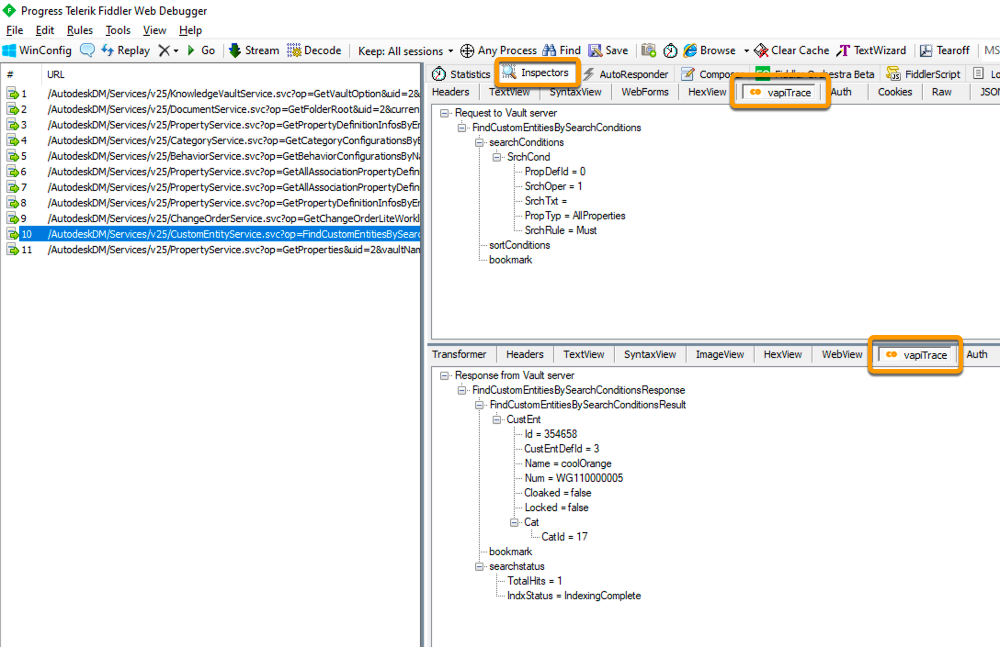 Progress Telerik Fiddler Web Debugger
File Edit Rules Tools View Help
WinConfig Replay Go Stream Decode Keep: All sessions Any Process Find Save Browse Clear Cache TextWizard Tearoff MS
# URL
1 /AutodeskDM/Services/v25/KnowledgeVaultService.svc?op=GetVaultOption&uid=2&
2 /AutodeskDM/Services/v25/DocumentService.svc?op=GetFolderRoot&uid=2&curren
3 /AutodeskDM/Services/v25/PropertyService.svc?op=GetPropertyDefinitionInfosByEn
4 /AutodeskDM/Services/v25/CategoryService.svc?op=GetCategoryConfigurationsByE
5 /AutodeskDM/Services/v25/BehaviorService.svc?op=GetBehaviorConfigurationsByNa
6 /AutodeskDM/Services/v25/PropertyService.svc?op=GetAllAssociationPropertyDefini
7 /AutodeskDM/Services/v25/PropertyService.svc?op=GetAllAssociationPropertyDefini
8 /AutodeskDM/Services/v25/PropertyService.svc?op=GetPropertyDefinitionInfosByEn
9 /AutodeskDM/Services/v25/ChangeOrderService.svc?op=GetChangeOrderLiteWorkl
10 /AutodeskDM/Services/v25/CustomEntityService.svc?op=FindCustomEntitiesBySearc
11 /AutodeskDM/Services/v25/PropertyService.svc?op=GetProperties&uid=2&vaultNam
Statistics Inspectors AutoResponder Composer Fiddler Orchestra Beta FiddlerScript Lo
Headers TextView SyntaxView WebForms HexView vapiTrace Auth Cookies Raw JSON
Request to Vault server
FindCustomEntitiesBySearchConditions
searchConditions
SrchCond
PropDefId = 0
SrchOper = 1
SrchTxt =
PropTyp = AllProperties
SrchRule = Must
sortConditions
bookmark
Transformer Headers TextView SyntaxView ImageView HexView WebView vapiTrace Auth
Response from Vault server
FindCustomEntitiesBySearchConditionsResponse
FindCustomEntitiesBySearchConditionsResult
CustEnt
Id = 354658
CustEntDefId = 3
Name = coolOrange
Num = WG110000005
Cloaked = false
Locked = false
Cat
CatId = 17
bookmark
searchstatus
TotalHits = 1
IndxStatus = IndexingComplete